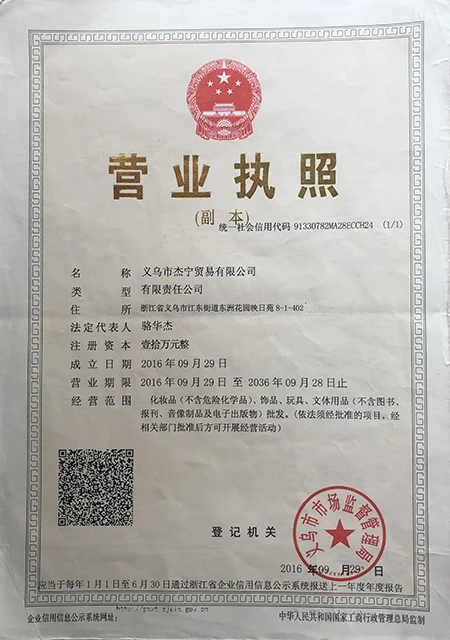 营业执照
(副 本)
统一社会信用代码 91330782MA28ECCH24 (1/1)
名 称 义乌市杰宁贸易有限公司
类 型 有限责任公司
住 所 浙江省义乌市江东街道东洲花园映日苑8-1-402
法定代表人 骆华杰
注册资本 壹拾万元整
成立日期 2016年09月29日
营业期限 2016年09月29日至2036年09月28日止
经营范围 化妆品（不含危险化学品）、饰品、玩具、文体用品（不含图书、
报刊、音像制品及电子出版物）批发。（依法须经批准的项目，经
相关部门批准后方可开展经营活动）
登记机关
义乌市市场监督管理局
2016年09月29日
应当于每年1月1日至6月30日通过浙江省企业信用信息公示系统报送上一年度年度报告
企业信用信息公示系统网址：
http://gsxt.zjaic.gov.cn
中华人民共和国国家工商行政管理总局监制